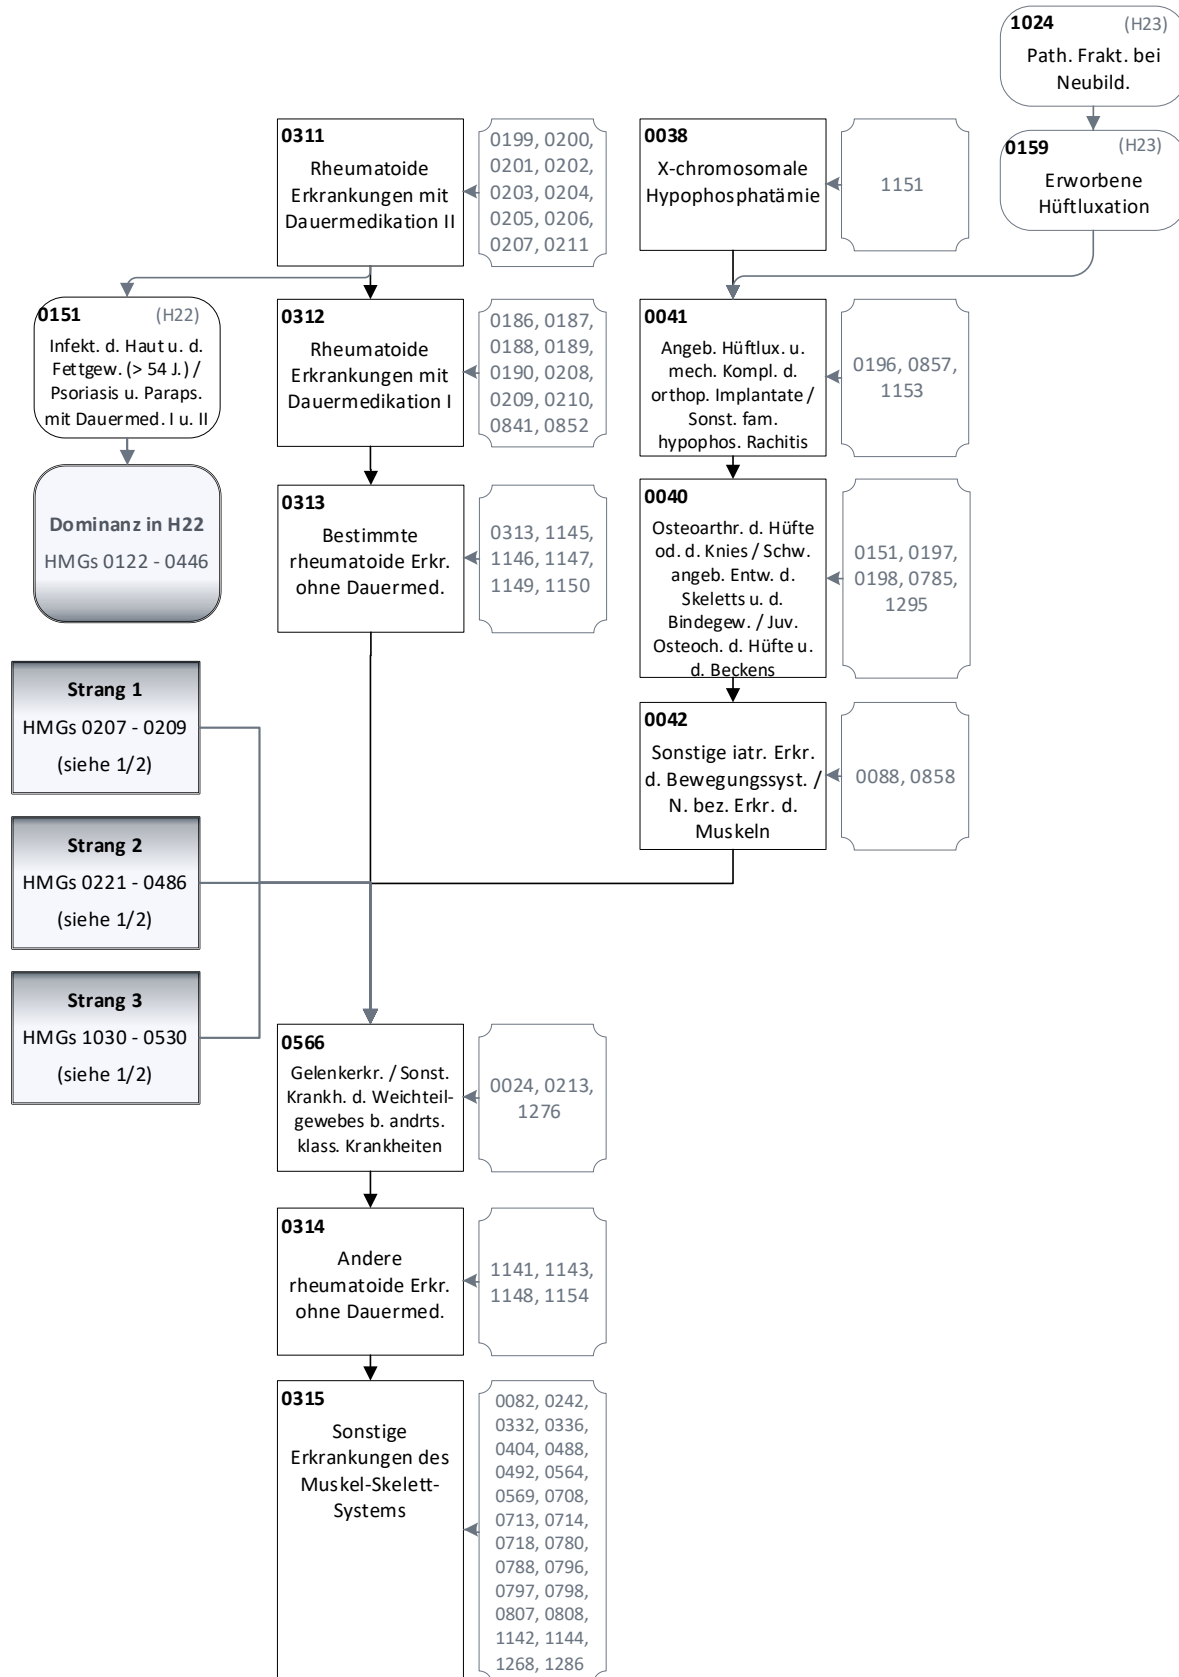 1024 (H23)
Path. Frakt. bei
Neubild.
0311
Rheumatoide
Erkrankungen mit
Dauermedikation II
0199, 0200,
0201, 0202,
0203, 0204,
0205, 0206,
0207, 0211
0038
X-chromosomale
Hypophosphatämie
1151
0159 (H23)
Erworbene
Hüftluxation
0151 (H22)
Infekt. d. Haut u. d.
Fettgew. (> 54 J.) /
Psoriasis u. Paraps.
mit Dauermed. I u. II
0312
Rheumatoide
Erkrankungen mit
Dauermedikation I
0186, 0187,
0188, 0189,
0190, 0208,
0209, 0210,
0841, 0852
0041
Angeb. Hüftlux. u.
mech. Kompl. d.
orthop. Implantate /
Sonst. fam.
hypophos. Rachitis
0196, 0857,
1153
Dominanz in H22
HMGs 0122 - 0446
0313
Bestimmte
rheumatoide Erkr.
ohne Dauermed.
0313, 1145,
1146, 1147,
1149, 1150
0040
Osteoarthr. d. Hüfte
od. d. Knies / Schw.
angeb. Entw. d.
Skeletts u. d.
Bindegew. / Juv.
Osteoch. d. Hüfte u.
d. Beckens
0151, 0197,
0198, 0785,
1295
Strang 1
HMGs 0207 - 0209
(siehe 1/2)
0042
Sonstige iatr. Erkr.
d. Bewegungssyst. /
N. bez. Erkr. d.
Muskeln
0088, 0858
Strang 2
HMGs 0221 - 0486
(siehe 1/2)
Strang 3
HMGs 1030 - 0530
(siehe 1/2)
0566
Gelenkerkr. / Sonst.
Krankh. d. Weichteil-
gewebes b. andrts.
klass. Krankheiten
0024, 0213,
1276
0314
Andere
rheumatoide Erkr.
ohne Dauermed.
1141, 1143,
1148, 1154
0315
Sonstige
Erkrankungen des
Muskel-Skelett-
Systems
0082, 0242,
0332, 0336,
0404, 0488,
0492, 0564,
0569, 0708,
0713, 0714,
0718, 0780,
0788, 0796,
0797, 0798,
0807, 0808,
1142, 1144,
1268, 1286